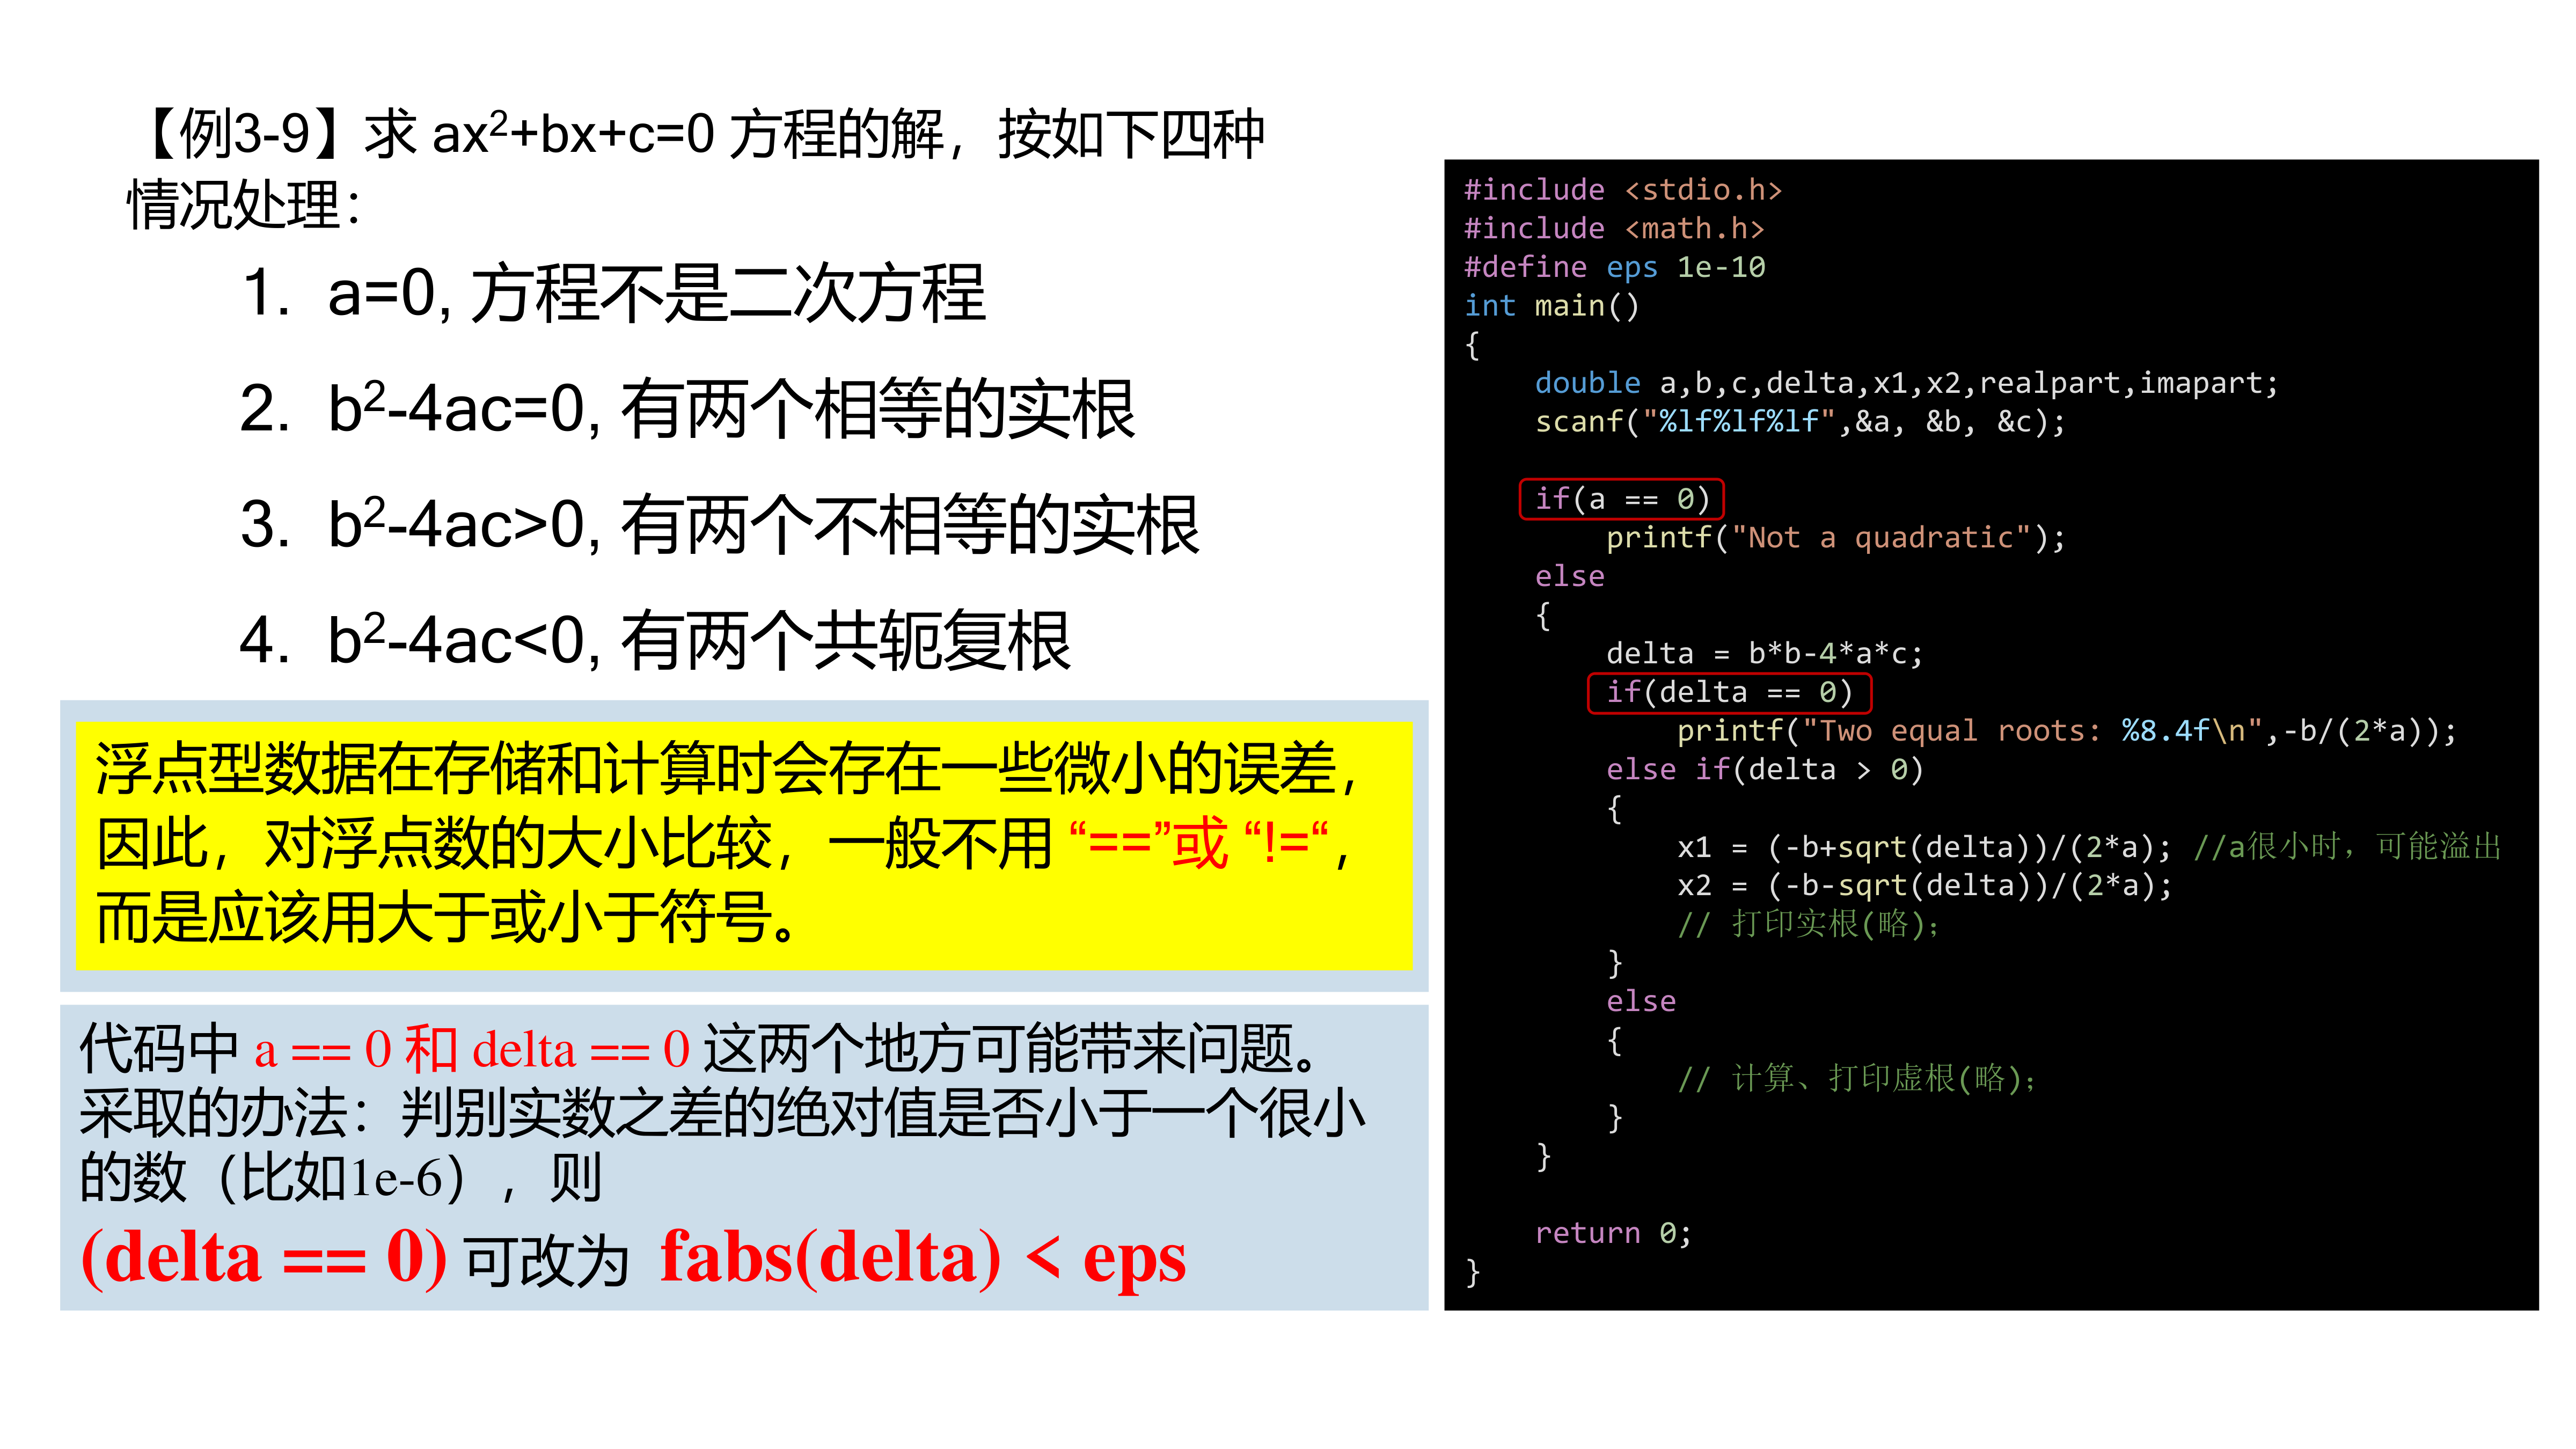 【例3-9】求 ax²+bx+c=0 方程的解，按如下四种
情况处理：
1. a=0, 方程不是二次方程
2. b²-4ac=0, 有两个相等的实根
3. b²-4ac>0, 有两个不相等的实根
4. b²-4ac<0, 有两个共轭复根
浮点型数据在存储和计算时会存在一些微小的误差，
因此，对浮点数的大小比较，一般不用 “==”或 “!=“，
而是应该用大于或小于符号。
代码中 a == 0 和 delta == 0 这两个地方可能带来问题。
采取的办法：判别实数之差的绝对值是否小于一个很小
的数（比如1e-6），则
(delta == 0) 可改为 fabs(delta) < eps
#include <stdio.h>
#include <math.h>
#define eps 1e-10
int main()
{
    double a,b,c,delta,x1,x2,realpart,imapart;
    scanf("%lf%lf%lf",&a, &b, &c);
    if(a == 0)
        printf("Not a quadratic");
    else
    {
        delta = b*b-4*a*c;
        if(delta == 0)
            printf("Two equal roots: %8.4f\n",-b/(2*a));
        else if(delta > 0)
        {
            x1 = (-b+sqrt(delta))/(2*a); //a很小时，可能溢出
            x2 = (-b-sqrt(delta))/(2*a);
            // 打印实根(略);
        }
        else
        {
            // 计算、打印虚根(略);
        }
    }
    return 0;
}